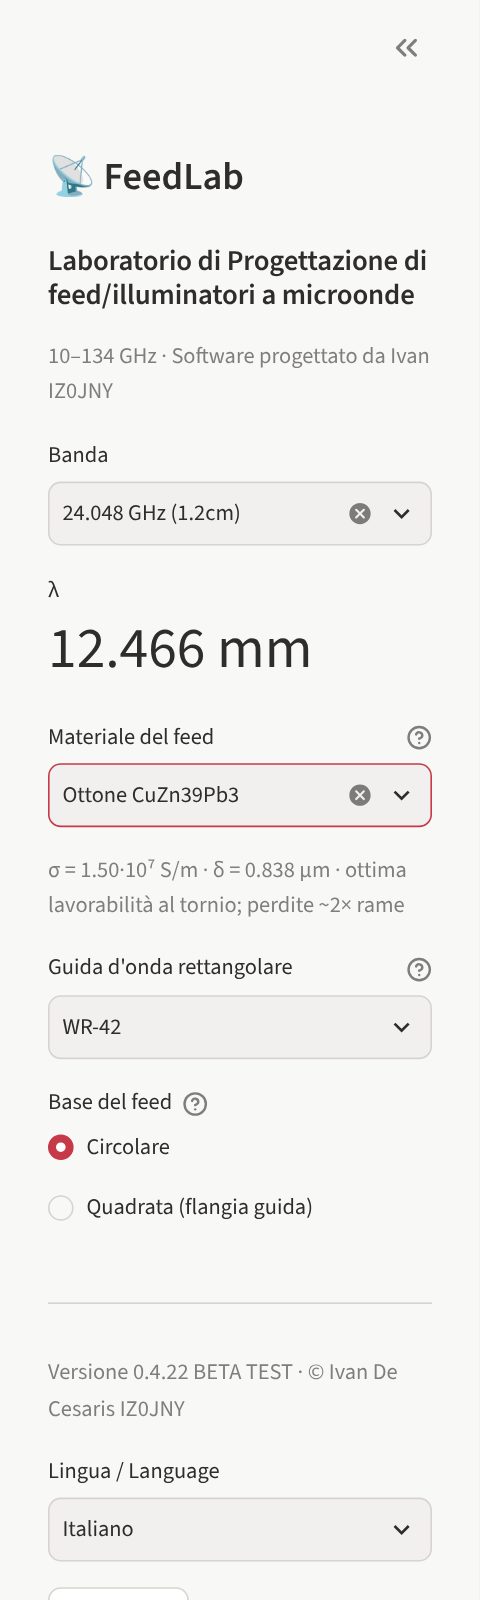 FeedLab
Laboratorio di Progettazione di
feed/illuminatori a microonde
10–134 GHz · Software progettato da Ivan
IZ0JNY
Banda
24.048 GHz (1.2cm)
λ
12.466 mm
Materiale del feed
Ottone CuZn39Pb3
σ = 1.50·10⁷ S/m · δ = 0.838 µm · ottima
lavorabilità al tornio; perdite ~2× rame
Guida d'onda rettangolare
WR-42
Base del feed
Circolare
Quadrata (flangia guida)
Versione 0.4.22 BETA TEST · © Ivan De
Cesaris IZ0JNY
Lingua / Language
Italiano